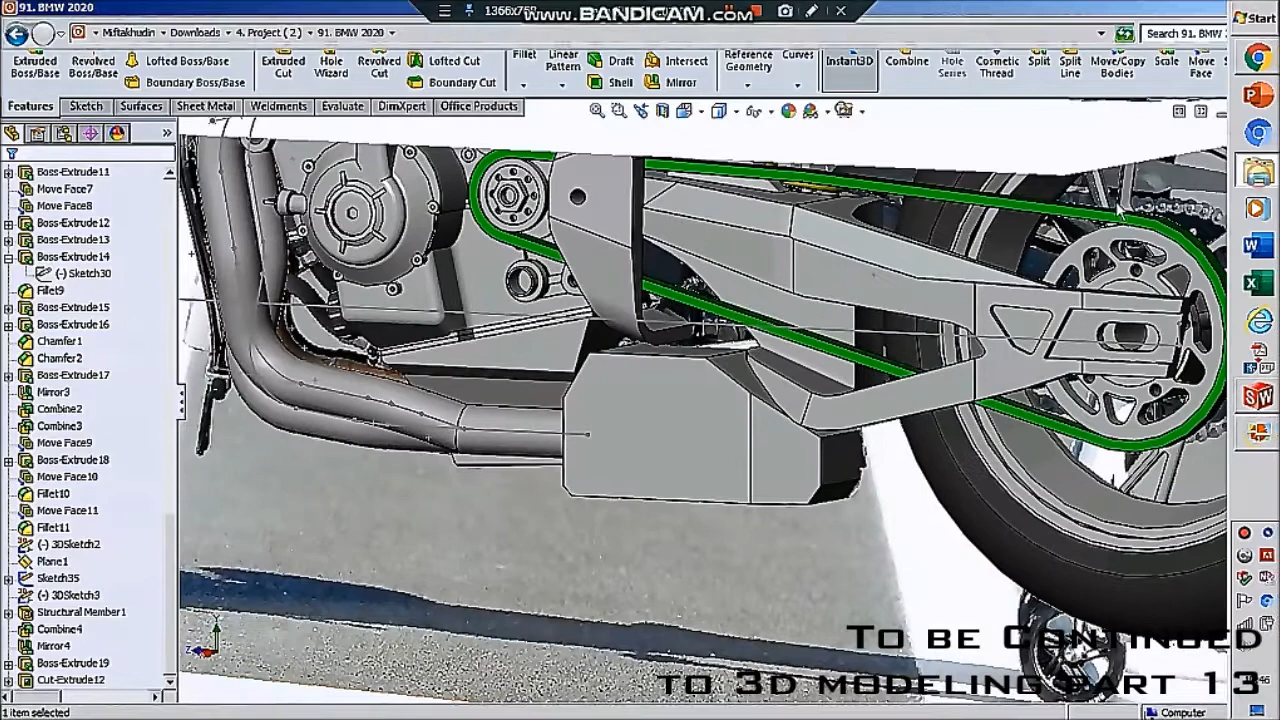 91. BMW 2020
1366x768
www.BANDICAM.com
Miftakhudin
Downloads
4. Project (2)
91. BMW 2020
Search 91. BMW
Start
Extruded Boss/Base
Revolved Boss/Base
Lofted Boss/Base
Boundary Boss/Base
Extruded Cut
Hole Wizard
Revolved Cut
Lofted Cut
Boundary Cut
Fillet
Linear Pattern
Draft
Shell
Intersect
Mirror
Reference Geometry
Curves
Instant3D
Combine
Hole Series
Cosmetic Thread
Split
Split Line
Move/Copy Bodies
Scale
Move Face
Features
Sketch
Surfaces
Sheet Metal
Weldments
Evaluate
DimXpert
Office Products
Boss-Extrude11
Move Face7
Move Face8
Boss-Extrude12
Boss-Extrude13
Boss-Extrude14
(-) Sketch30
Fillet9
Boss-Extrude15
Boss-Extrude16
Chamfer1
Chamfer2
Boss-Extrude17
Mirror3
Combine2
Combine3
Move Face9
Boss-Extrude18
Move Face10
Fillet10
Move Face11
Fillet11
(-) 3DSketch2
Plane1
Sketch35
(-) 3DSketch3
Structural Member1
Combine4
Mirror4
Boss-Extrude19
Cut-Extrude12
To be Continued
to 3D modeling part 13
1 item selected
Computer